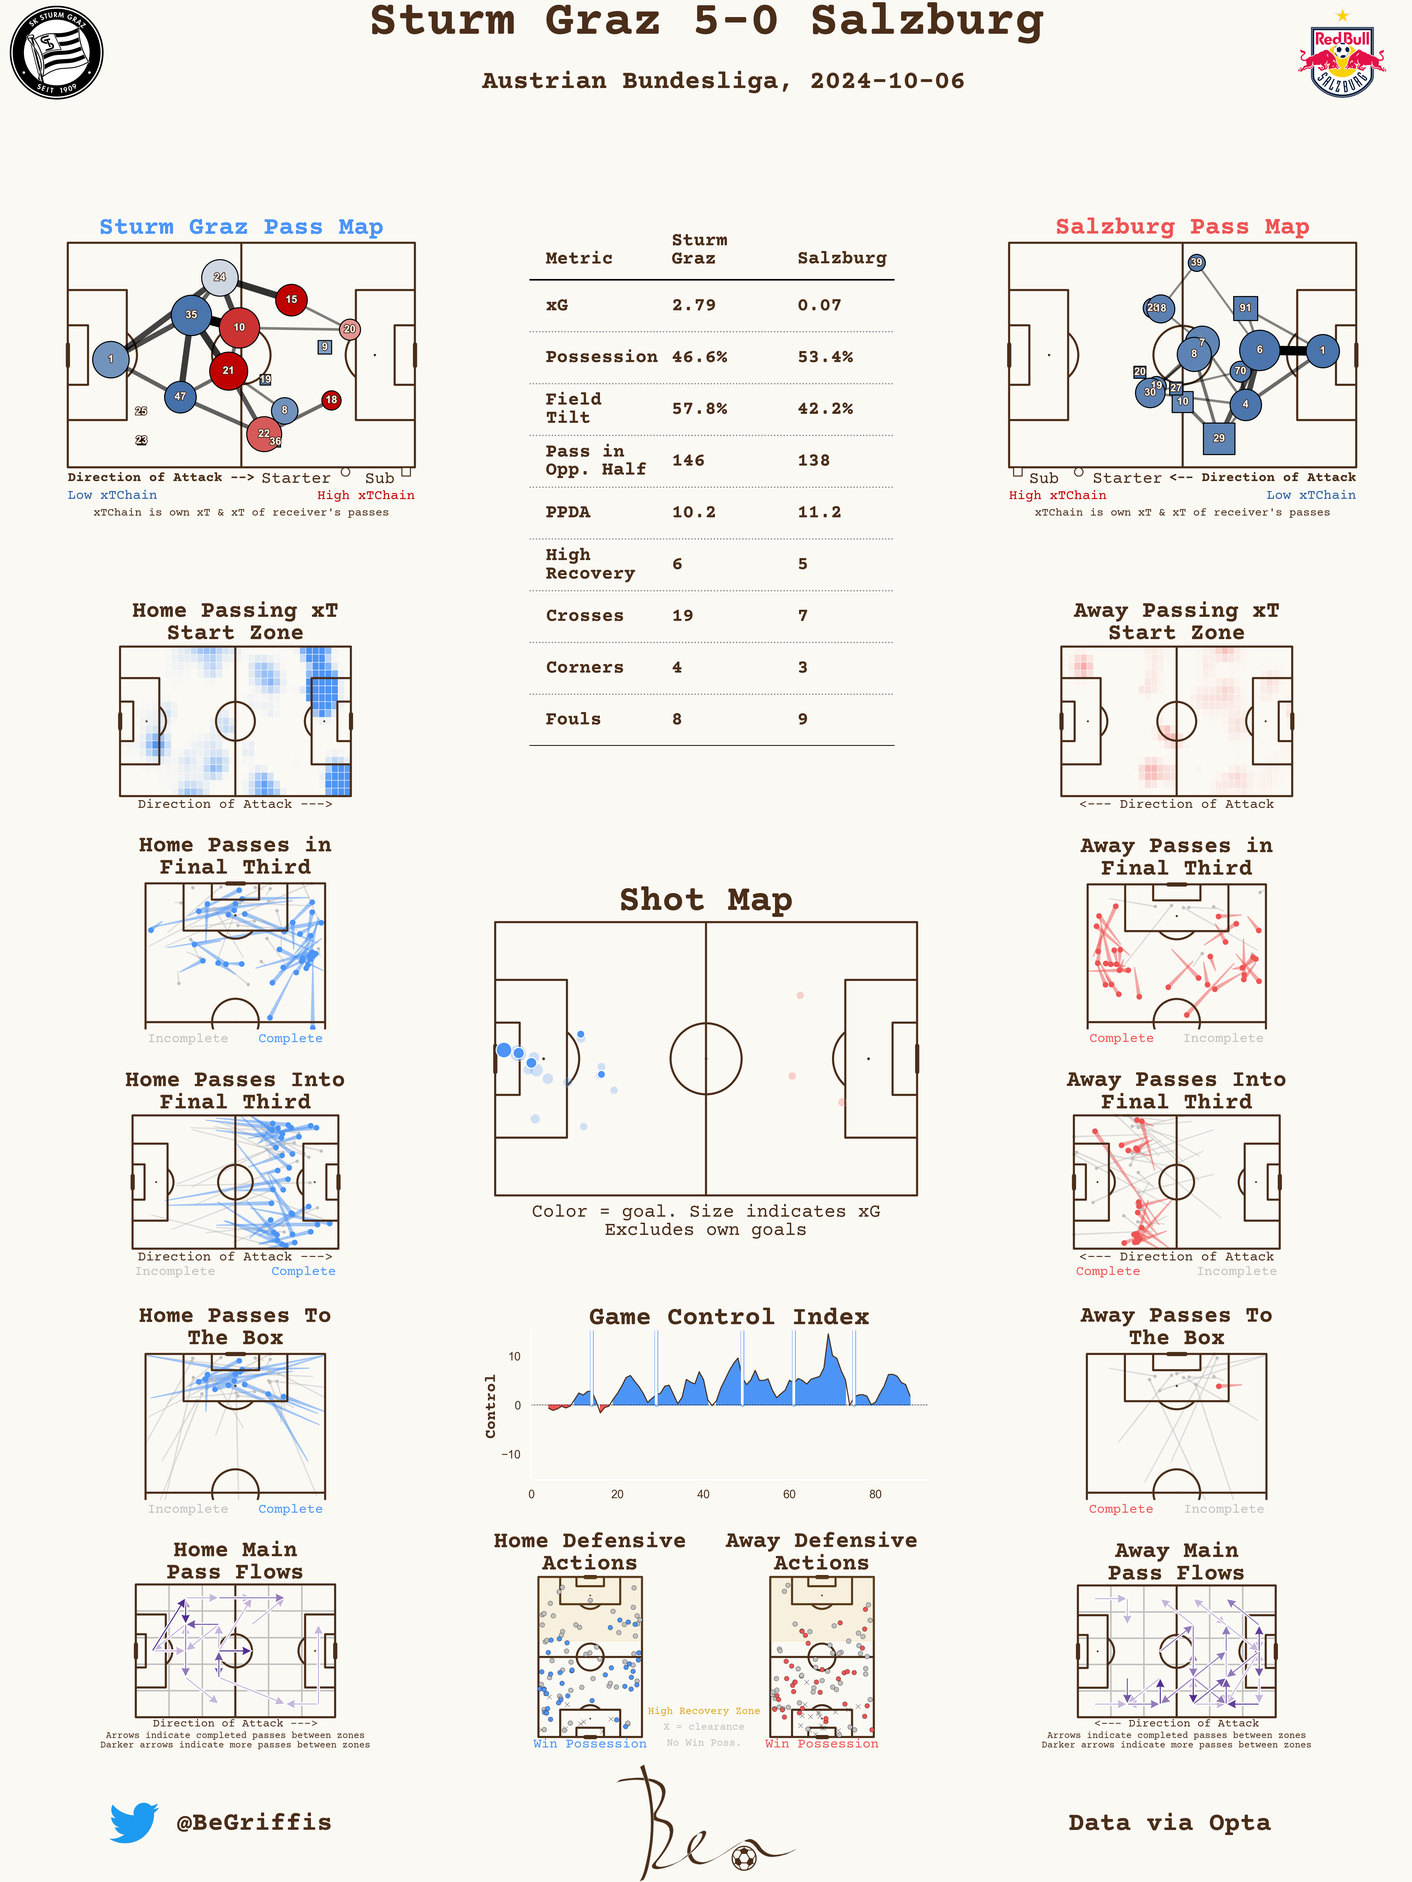 Sturm Graz 5-0 Salzburg
Austrian Bundesliga, 2024-10-06
SK STURM GRAZ
SEIT 1909
Red Bull
SALZBURG
Sturm Graz Pass Map
24
15
35
10
20
9
1
21
19
47
18
8
25
22
36
23
Direction of Attack --> Starter Sub
Low xTChain High xTChain
xTChain is own xT & xT of receiver's passes
Metric Sturm Graz Salzburg
xG 2.79 0.07
Possession 46.6% 53.4%
Field Tilt 57.8% 42.2%
Pass in Opp. Half 146 138
PPDA 10.2 11.2
High Recovery 6 5
Crosses 19 7
Corners 4 3
Fouls 8 9
Salzburg Pass Map
39
18
91
7
8
6
1
20
70
19
27
30
10
4
29
Sub Starter <-- Direction of Attack
High xTChain Low xTChain
xTChain is own xT & xT of receiver's passes
Home Passing xT
Start Zone
Direction of Attack --->
Away Passing xT
Start Zone
<--- Direction of Attack
Home Passes in
Final Third
Incomplete Complete
Shot Map
Color = goal. Size indicates xG
Excludes own goals
Away Passes in
Final Third
Complete Incomplete
Home Passes Into
Final Third
Direction of Attack --->
Incomplete Complete
Away Passes Into
Final Third
<--- Direction of Attack
Complete Incomplete
Home Passes To
The Box
Incomplete Complete
Game Control Index
Control
10
0
−10
0 20 40 60 80
Away Passes To
The Box
Complete Incomplete
Home Main
Pass Flows
Direction of Attack --->
Arrows indicate completed passes between zones
Darker arrows indicate more passes between zones
Home Defensive
Actions
Win Possession
High Recovery Zone
X = clearance
No Win Poss.
Away Defensive
Actions
Win Possession
Away Main
Pass Flows
<--- Direction of Attack
Arrows indicate completed passes between zones
Darker arrows indicate more passes between zones
@BeGriffis
Ben
Data via Opta